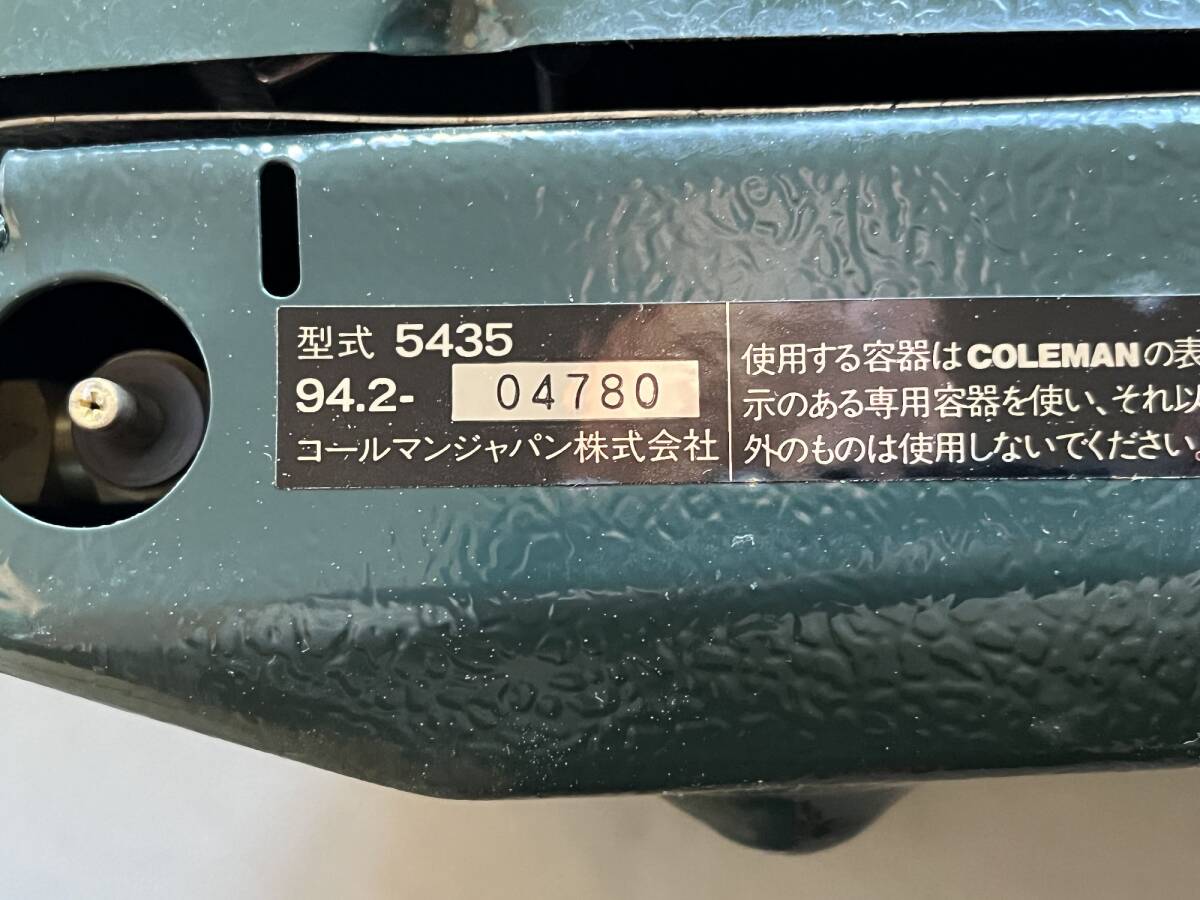 型式 5435
94.2- 04780
コールマンジャパン株式会社
使用する容器はCOLEMANの表
示のある専用容器を使い、それ以
外のものは使用しないでください。